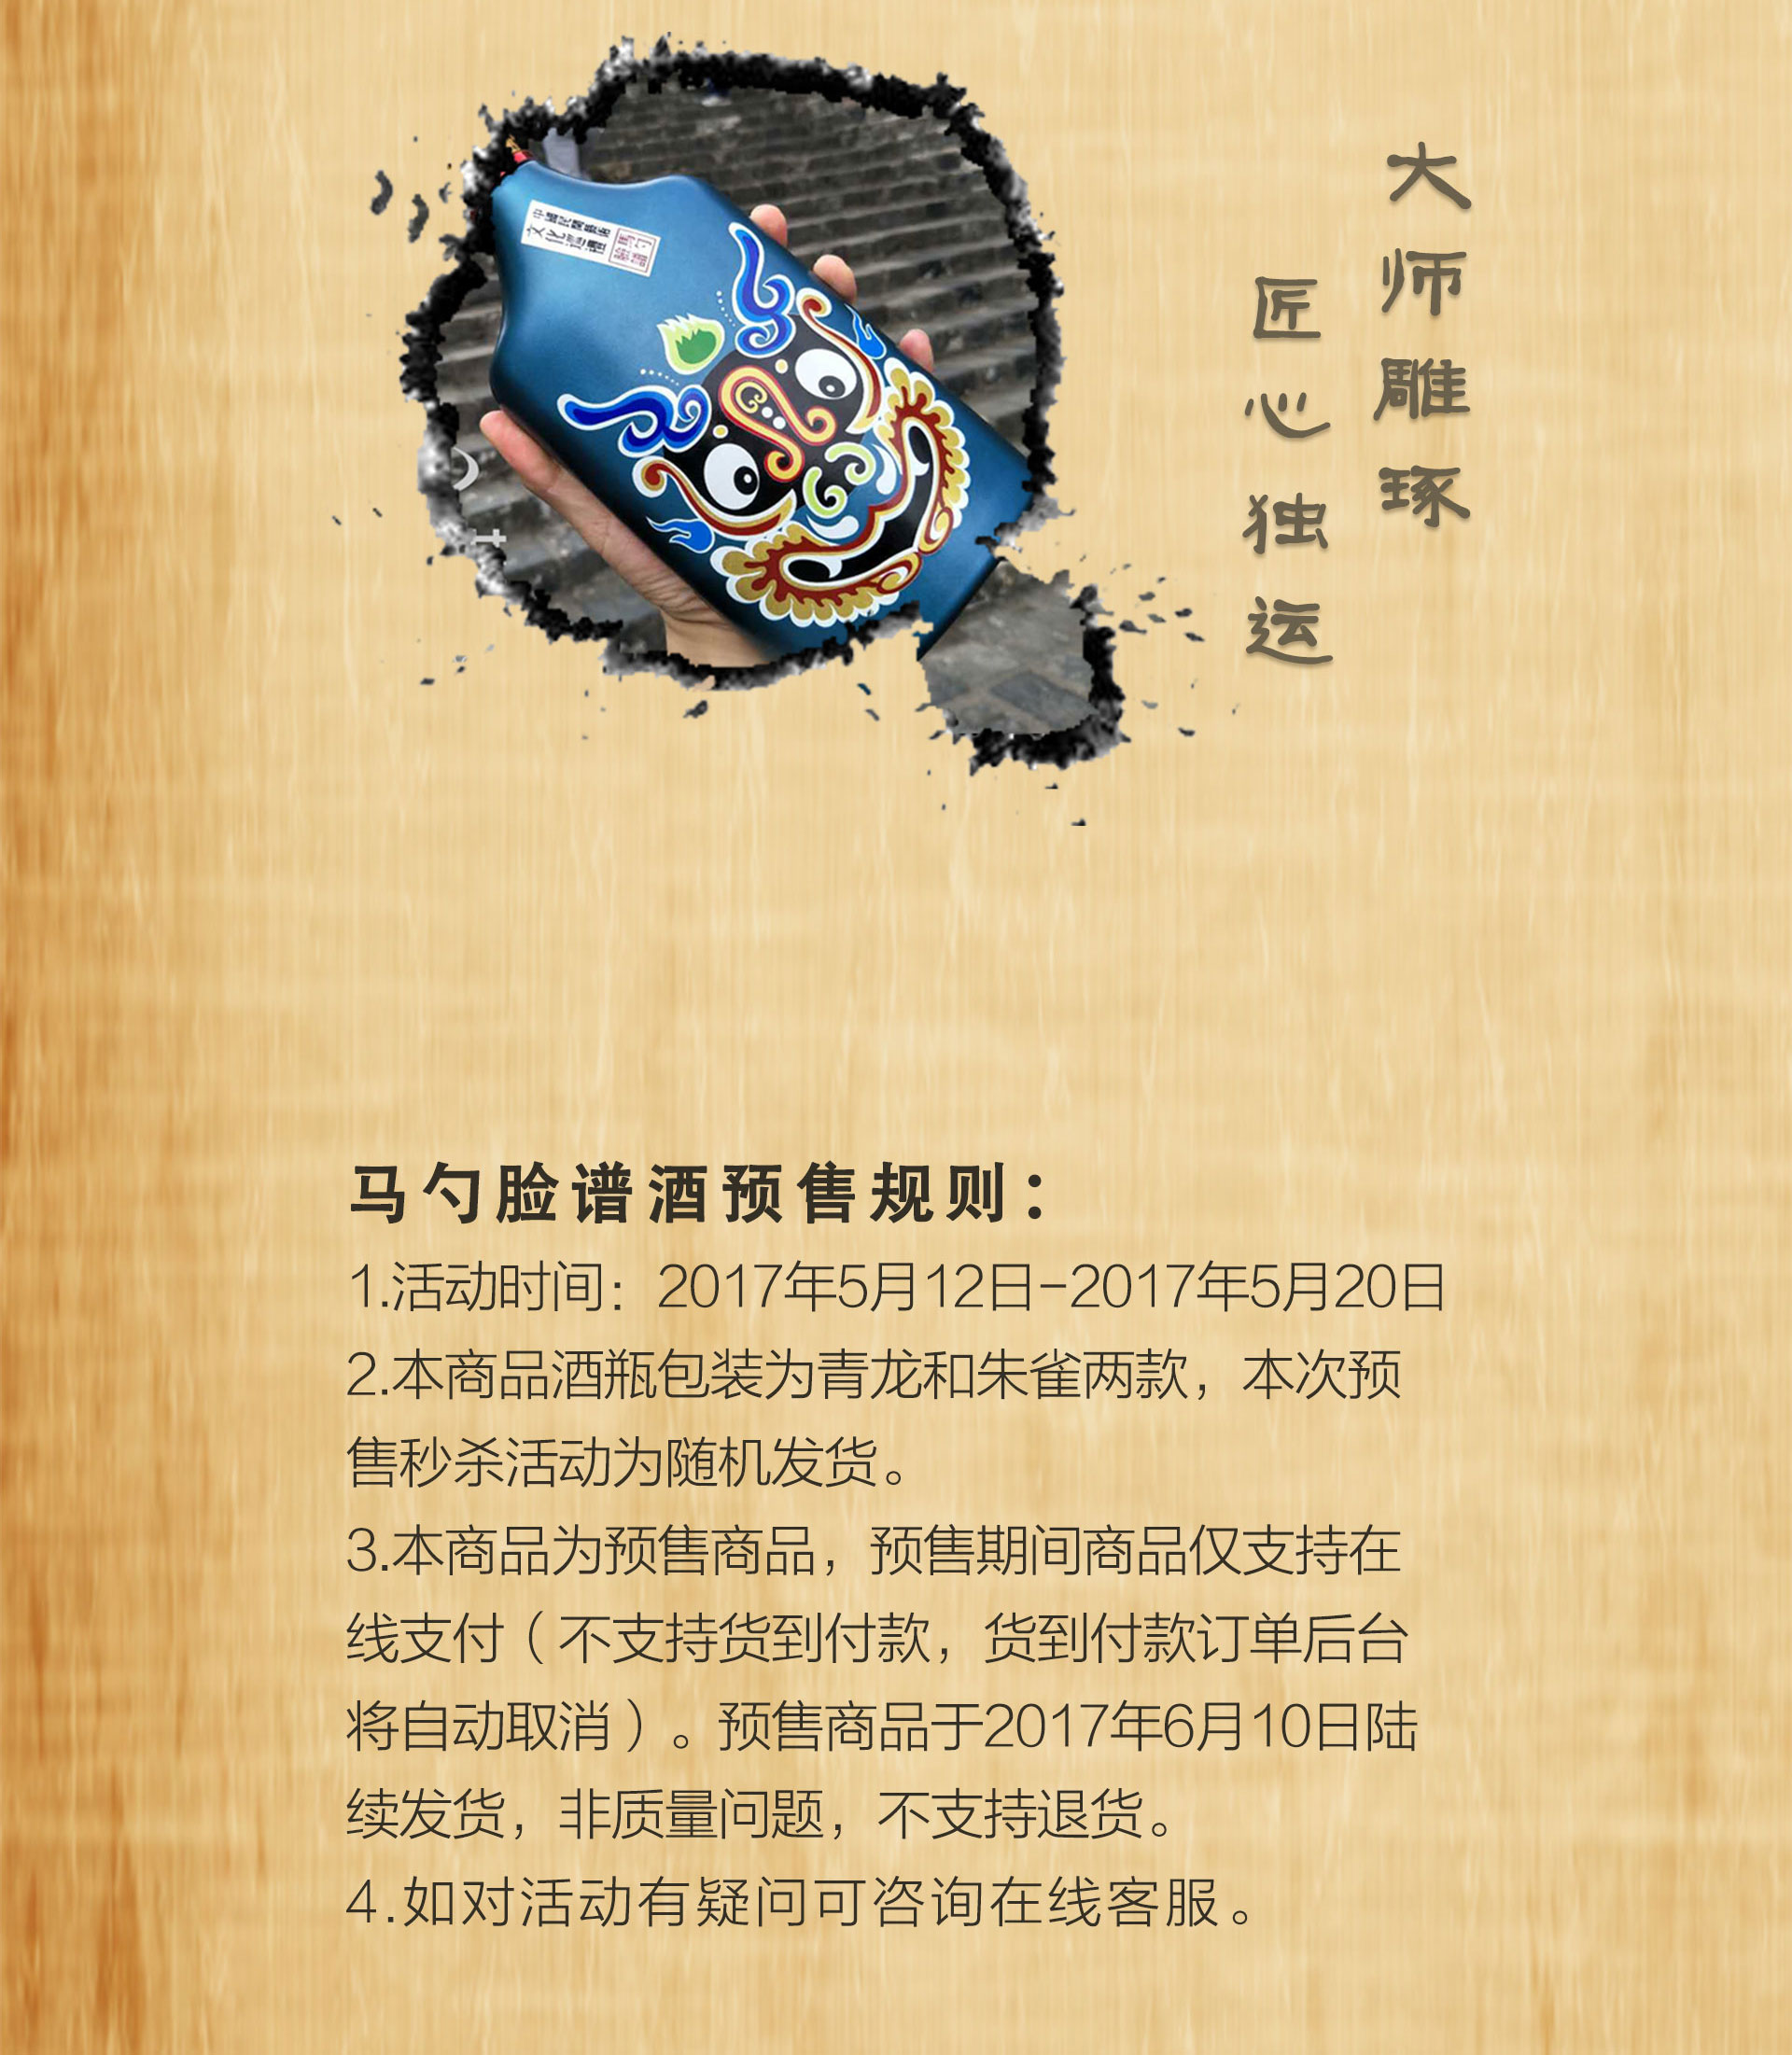 大师雕琢
匠心独运
文化溫酒
马勺脸谱酒预售规则：
1.活动时间：2017年5月12日-2017年5月20日
2.本商品酒瓶包装为青龙和朱雀两款，本次预
售秒杀活动为随机发货。
3.本商品为预售商品，预售期间商品仅支持在
线支付（不支持货到付款，货到付款订单后台
将自动取消）。预售商品于2017年6月10日陆
续发货，非质量问题，不支持退货。
4.如对活动有疑问可咨询在线客服。